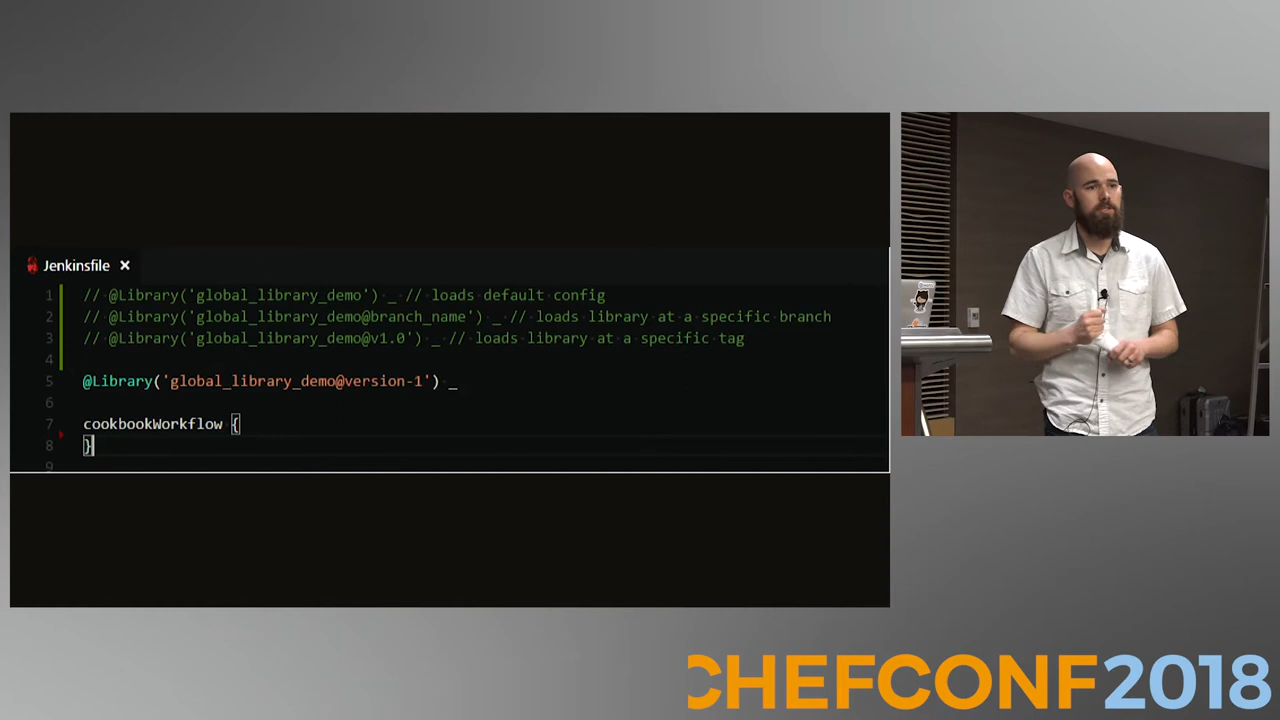 Jenkinsfile ×
1 // @Library('global_library_demo') _ // loads default config
2 // @Library('global_library_demo@branch_name') _ // loads library at a specific branch
3 // @Library('global_library_demo@v1.0') _ // loads library at a specific tag
4
5 @Library('global_library_demo@version-1') _
6
7 cookbookWorkflow {
8 }
9
CHEFCONF2018